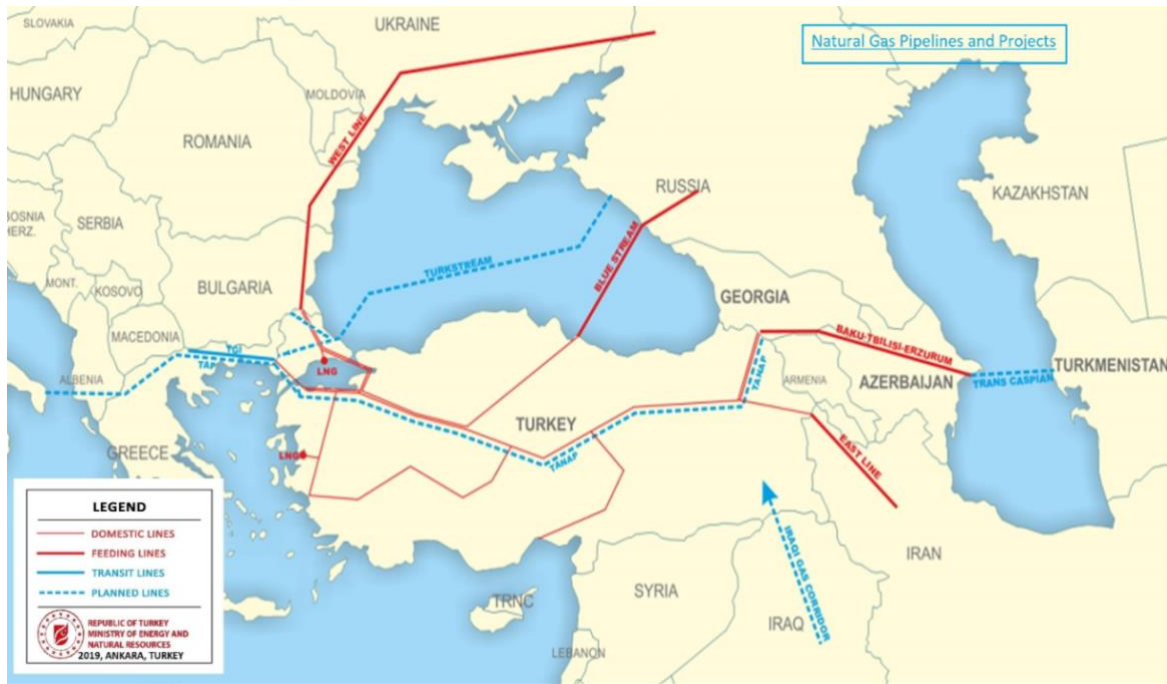 Natural Gas Pipelines and Projects
SLOVAKIA
UKRAINE
HUNGARY
MOLDOVIA
WEST LINE
ROMANIA
RUSSIA
KAZAKHSTAN
BOSNIA
HERZ.
SERBIA
TURKSTREAM
BLUE STREAM
MONT.
KOSOVO
BULGARIA
GEORGIA
MACEDONIA
BAKU-TBILISI-ERZURUM
TURKMENISTAN
TGI
TAP
LNG
TANAP
ALBENIA
ARMENIA
AZERBAIJAN
TRANS CASPIAN
TURKEY
GREECE
LNG
TANAP
EAST LINE
IRAQI GAS CORRIDOR
IRAN
SYRIA
TRNC
IRAQ
LEBANON
LEGEND
DOMESTIC LINES
FEEDING LINES
TRANSIT LINES
PLANNED LINES
REPUBLIC OF TURKEY
MINISTRY OF ENERGY AND
NATURAL RESOURCES
2019, ANKARA, TURKEY